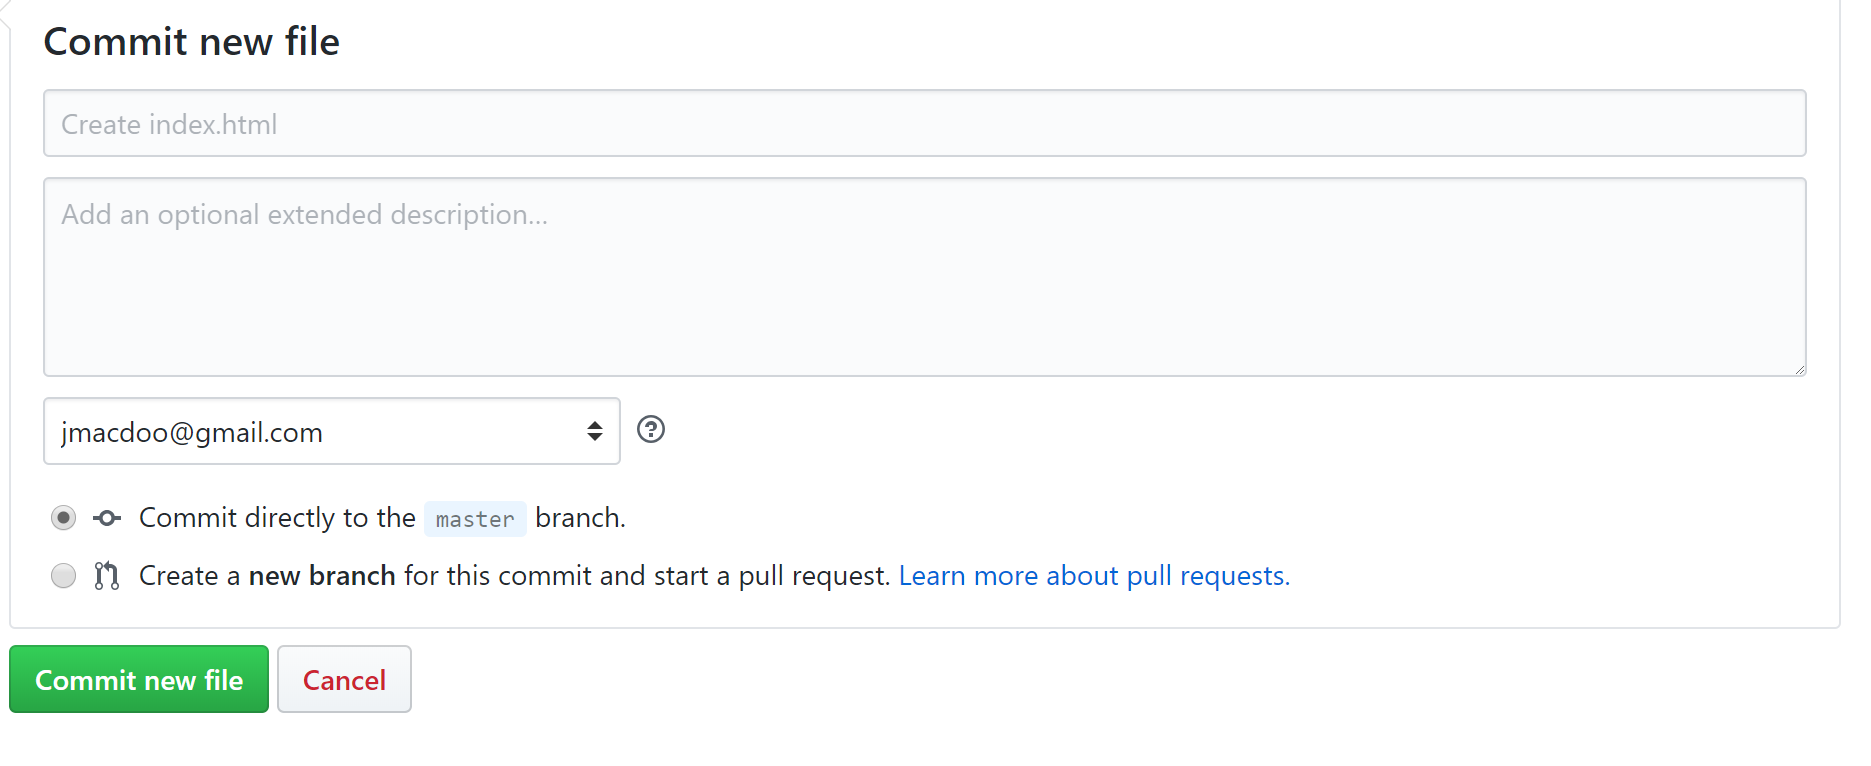 Commit new file
Create index.html
Add an optional extended description...
jmacdoo@gmail.com
Commit directly to the master branch.
Create a new branch for this commit and start a pull request. Learn more about pull requests.
Commit new file Cancel